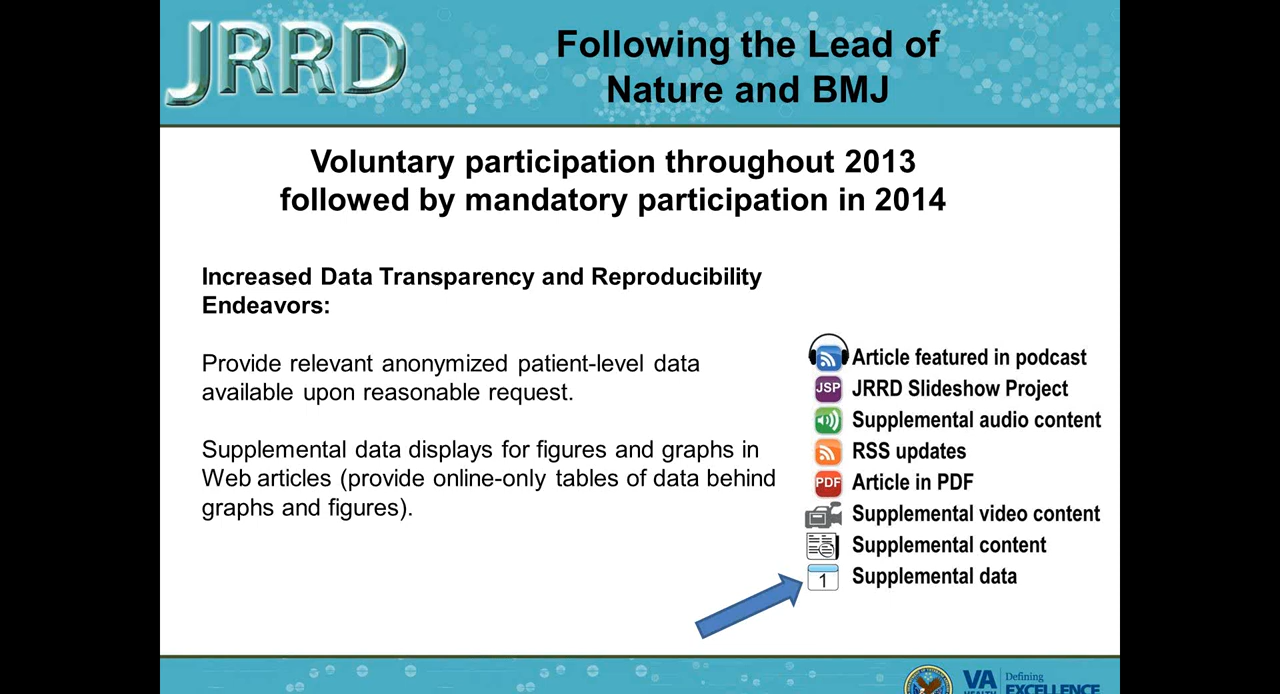 JRRD
Following the Lead of
Nature and BMJ
Voluntary participation throughout 2013
followed by mandatory participation in 2014
Increased Data Transparency and Reproducibility
Endeavors:
Provide relevant anonymized patient-level data
available upon reasonable request.
Supplemental data displays for figures and graphs in
Web articles (provide online-only tables of data behind
graphs and figures).
Article featured in podcast
JSP JRRD Slideshow Project
Supplemental audio content
RSS updates
PDF Article in PDF
Supplemental video content
Supplemental content
1 Supplemental data
VA Defining
HEALTH EXCELLENCE